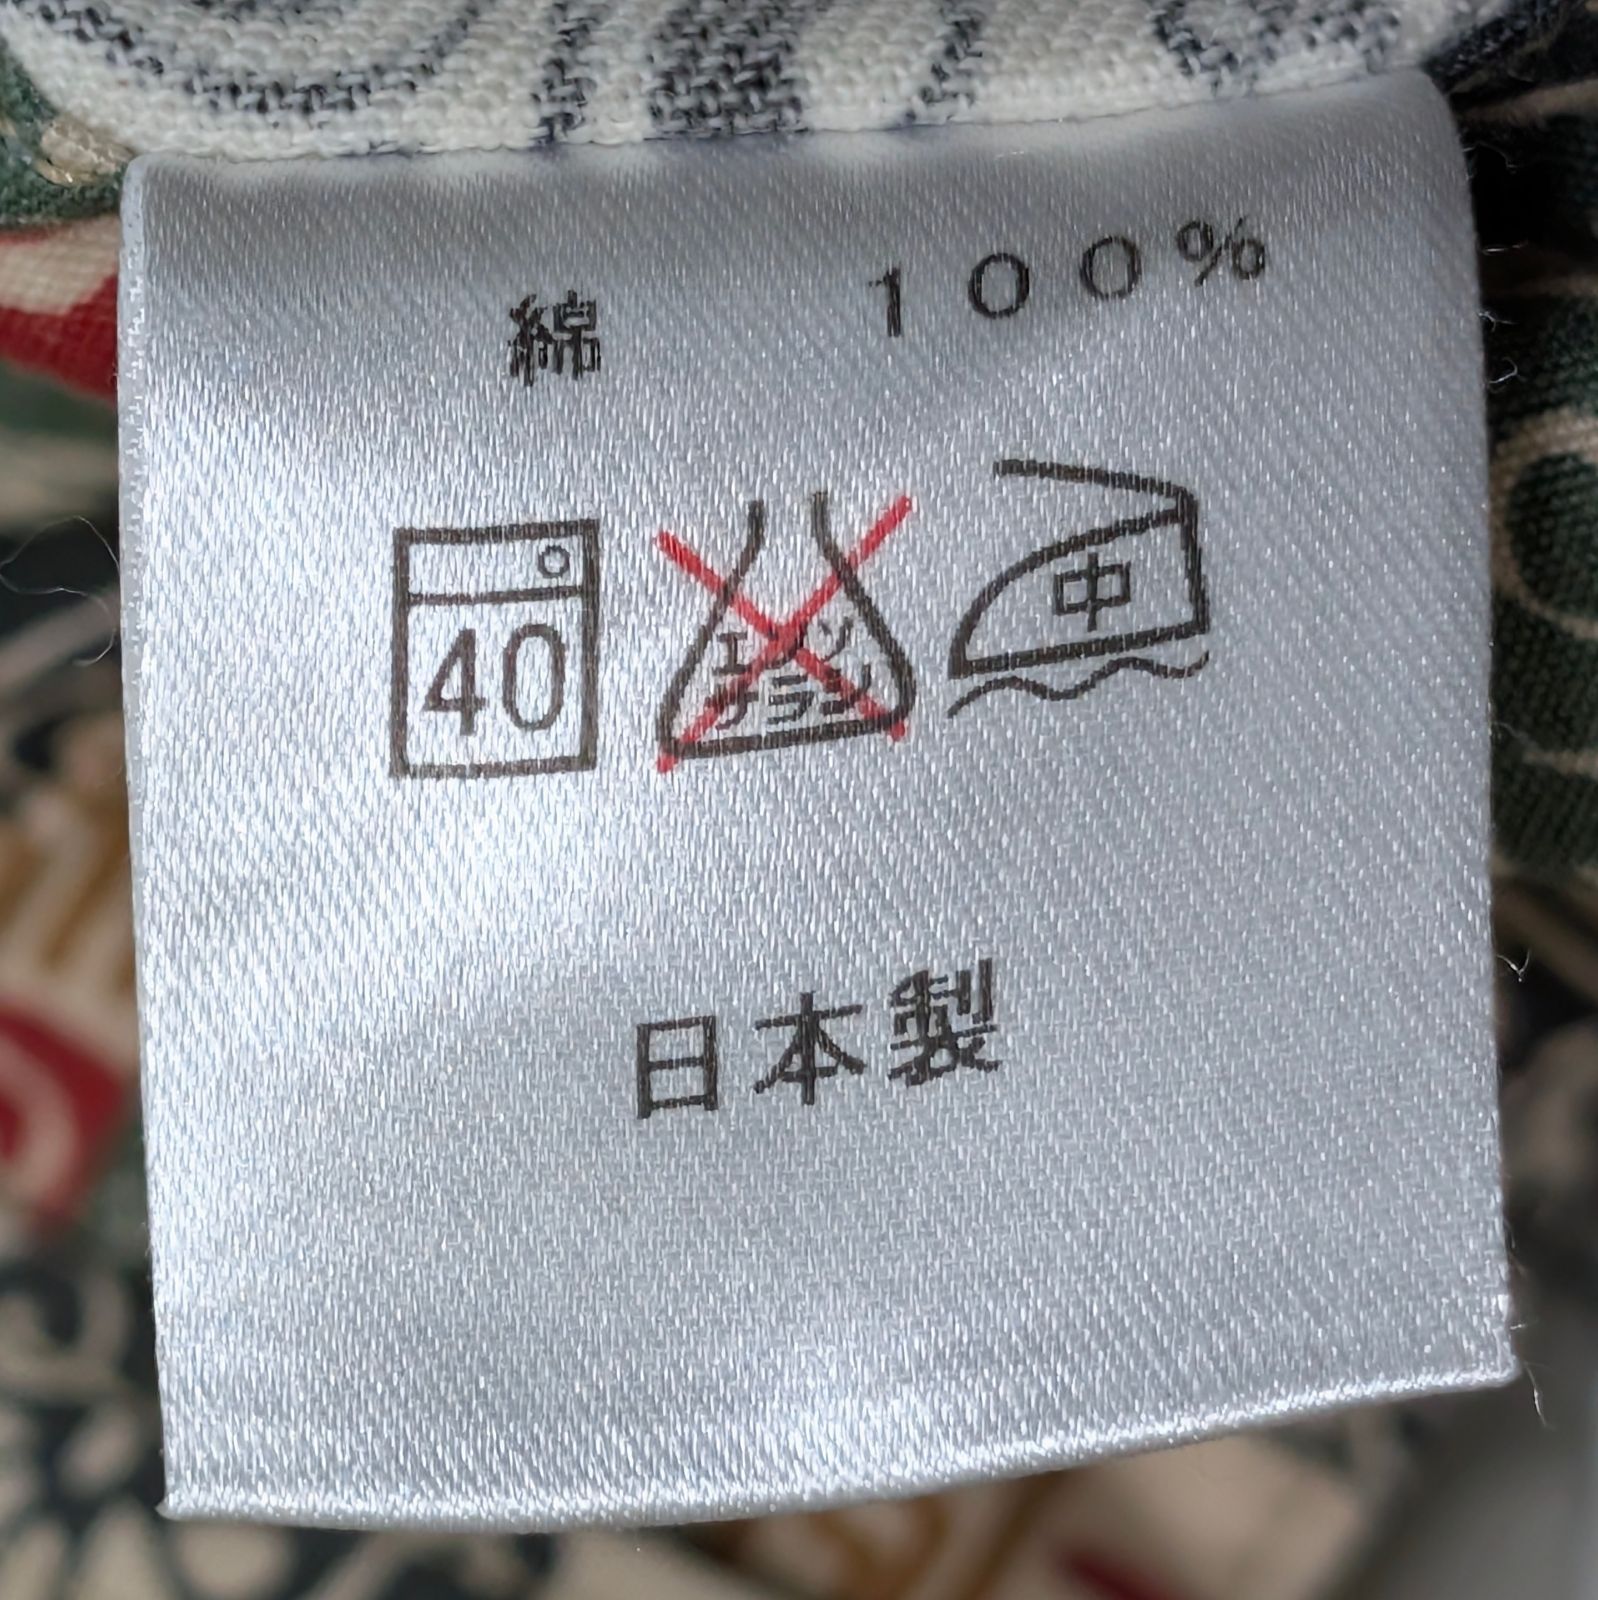 綿 １００％
40
エンソ
サラシ
中
日本製